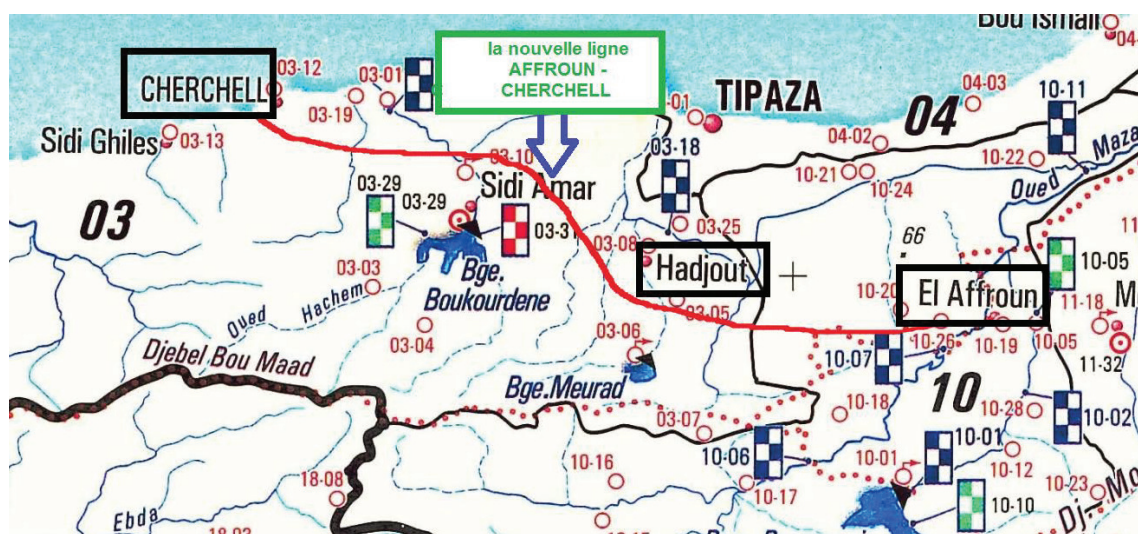 Bou Ismail
la nouvelle ligne
AFFROUN -
CHERCHELL
CHERCHELL
03-12
03-01
03-19
TIPAZA
04-03
04
10-11
Sidi Ghiles
03-13
03-10
03-18
04-02
10-22
Oued
Maza
Sidi Amar
10-21
10-24
03
03-29
03-29
03-31
03-25
66
03-08
Hadjout
10-05
Bge.
Boukourdene
03-03
Oued
Hachem
03-05
10-20
El Affroun
11-18
M
03-04
03-06
10-26
10-19
10-05
11-32
Djebel Bou Maad
10-07
Bge.Meurad
10
10-18
10-28
10-02
03-07
10-06
10-01
10-01
10-12
10-16
10-17
18-08
10-23
10-10
Ebda
Dj-Mo